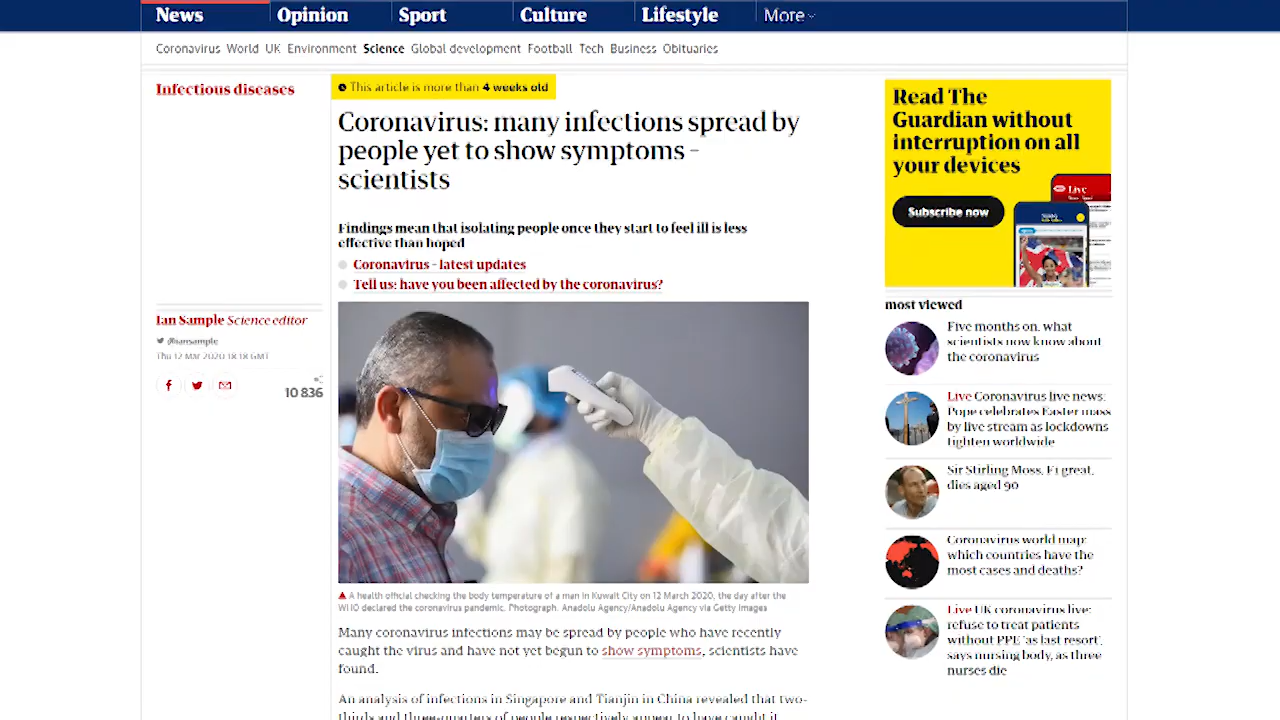 News
Opinion
Sport
Culture
Lifestyle
More
Coronavirus World UK Environment Science Global development Football Tech Business Obituaries
Infectious diseases
This article is more than 4 weeks old
Coronavirus: many infections spread by
people yet to show symptoms –
scientists
Findings mean that isolating people once they start to feel ill is less
effective than hoped
Coronavirus – latest updates
Tell us: have you been affected by the coronavirus?
Ian Sample Science editor
@iansample
Thu 12 Mar 2020 18.18 GMT
10 836
A health official checking the body temperature of a man in Kuwait City on 12 March 2020, the day after the
WHO declared the coronavirus pandemic. Photograph: Anadolu Agency/Anadolu Agency via Getty Images
Many coronavirus infections may be spread by people who have recently
caught the virus and have not yet begun to show symptoms, scientists have
found.
An analysis of infections in Singapore and Tianjin in China revealed that two-
thirds and three-quarters of people respectively appear to have caught it
Read The
Guardian without
interruption on all
your devices
Subscribe now
Live
most viewed
Five months on, what
scientists now know about
the coronavirus
Live Coronavirus live news:
Pope celebrates Easter mass
by live stream as lockdowns
tighten worldwide
Sir Stirling Moss, F1 great,
dies aged 90
Coronavirus world map:
which countries have the
most cases and deaths?
Live UK coronavirus live:
refuse to treat patients
without PPE 'as last resort',
says nursing body, as three
nurses die